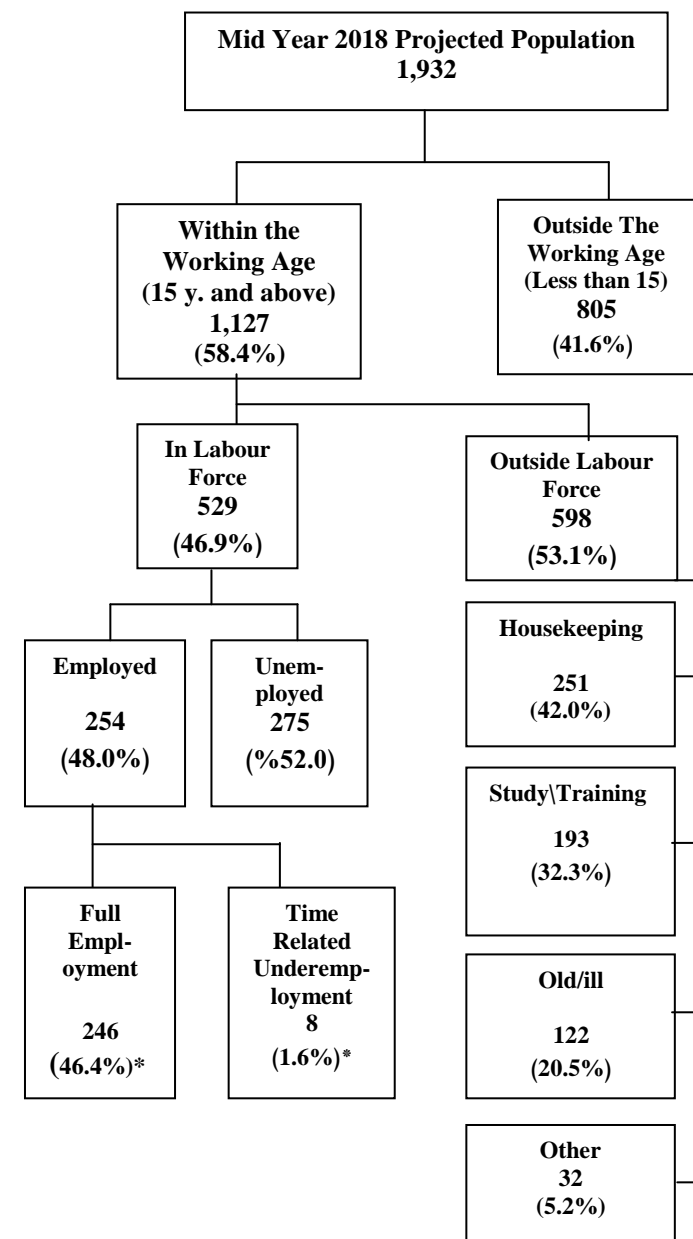 Mid Year 2018 Projected Population
1,932
Within the
Working Age
(15 y. and above)
1,127
(58.4%)
Outside The
Working Age
(Less than 15)
805
(41.6%)
In Labour
Force
529
(46.9%)
Outside Labour
Force
598
(53.1%)
Employed
254
(48.0%)
Unem-
ployed
275
(%52.0)
Housekeeping
251
(42.0%)
Study\Training
193
(32.3%)
Full
Empl-
oyment
246
(46.4%)*
Time
Related
Underemp-
loyment
8
(1.6%)*
Old/ill
122
(20.5%)
Other
32
(5.2%)